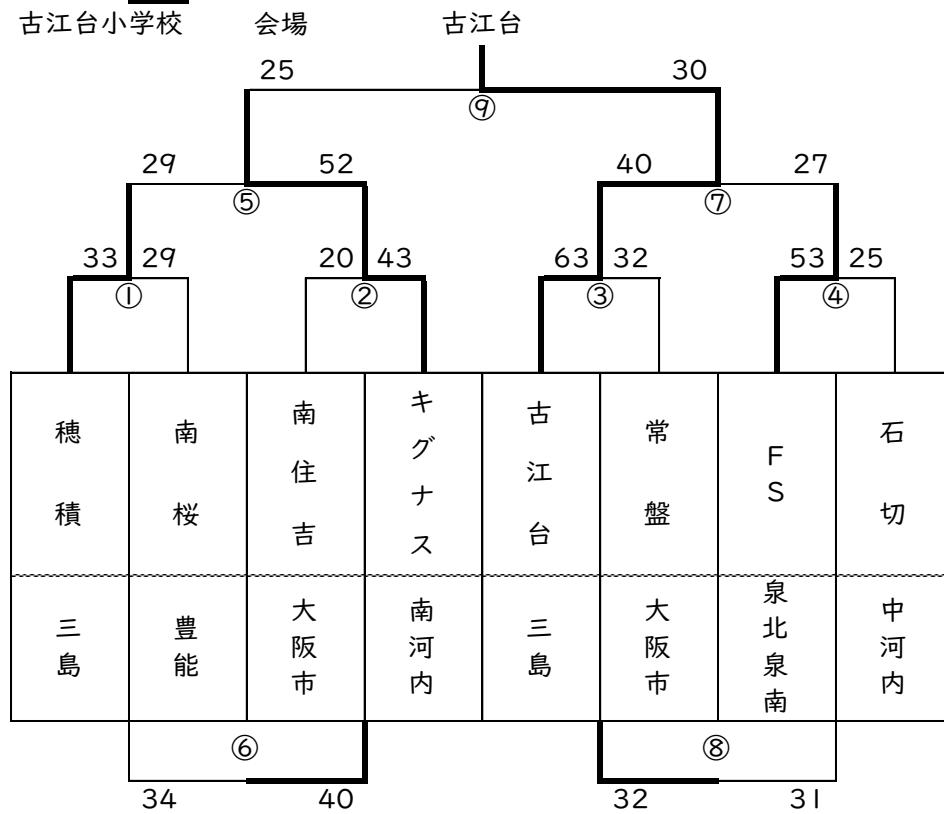 古江台小学校 会場 古江台
25 30
⑨
29 52 40 27
⑤ ⑦
33 29 20 43 63 32 53 25
① ② ③ ④
穂積 南桜 南住吉 キグナス 古江台 常盤 FS 石切
三島 豊能 大阪市 南河内 三島 大阪市 泉北泉南 中河内
⑥ ⑧
34 40 32 31